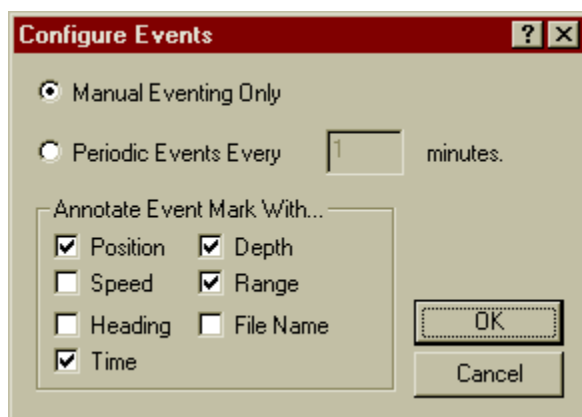 Configure Events ? ×
Manual Eventing Only
Periodic Events Every 1 minutes.
Annotate Event Mark With...
Position Depth
Speed Range
Heading File Name
Time
OK
Cancel